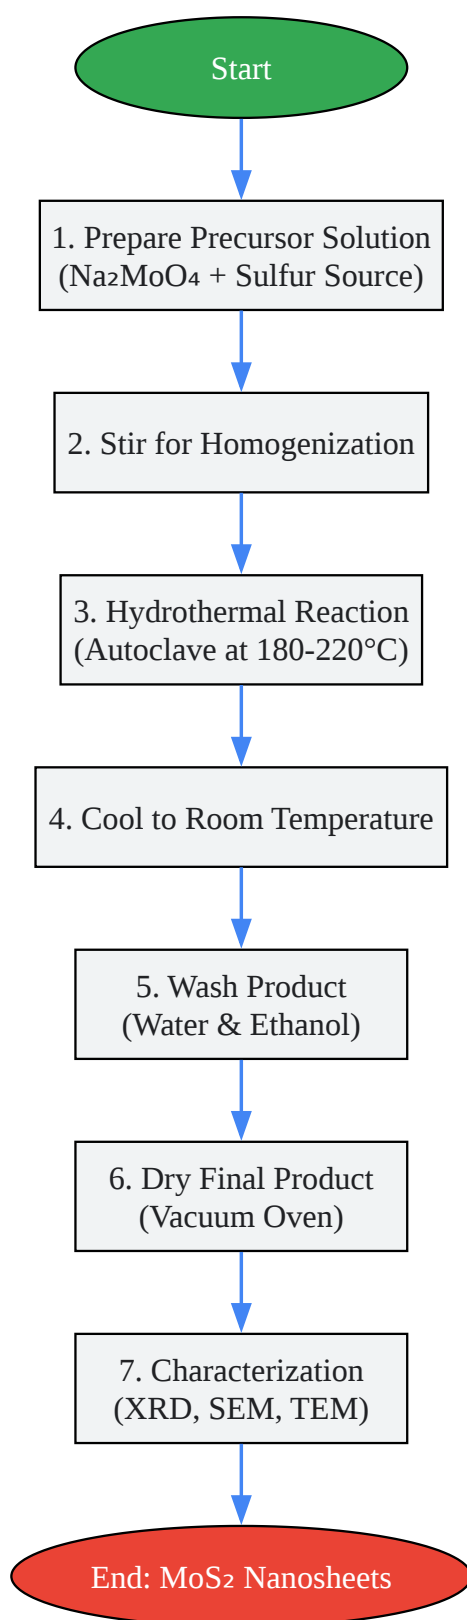 Start
1. Prepare Precursor Solution
(Na₂MoO₄ + Sulfur Source)
2. Stir for Homogenization
3. Hydrothermal Reaction
(Autoclave at 180-220°C)
4. Cool to Room Temperature
5. Wash Product
(Water & Ethanol)
6. Dry Final Product
(Vacuum Oven)
7. Characterization
(XRD, SEM, TEM)
End: MoS₂ Nanosheets